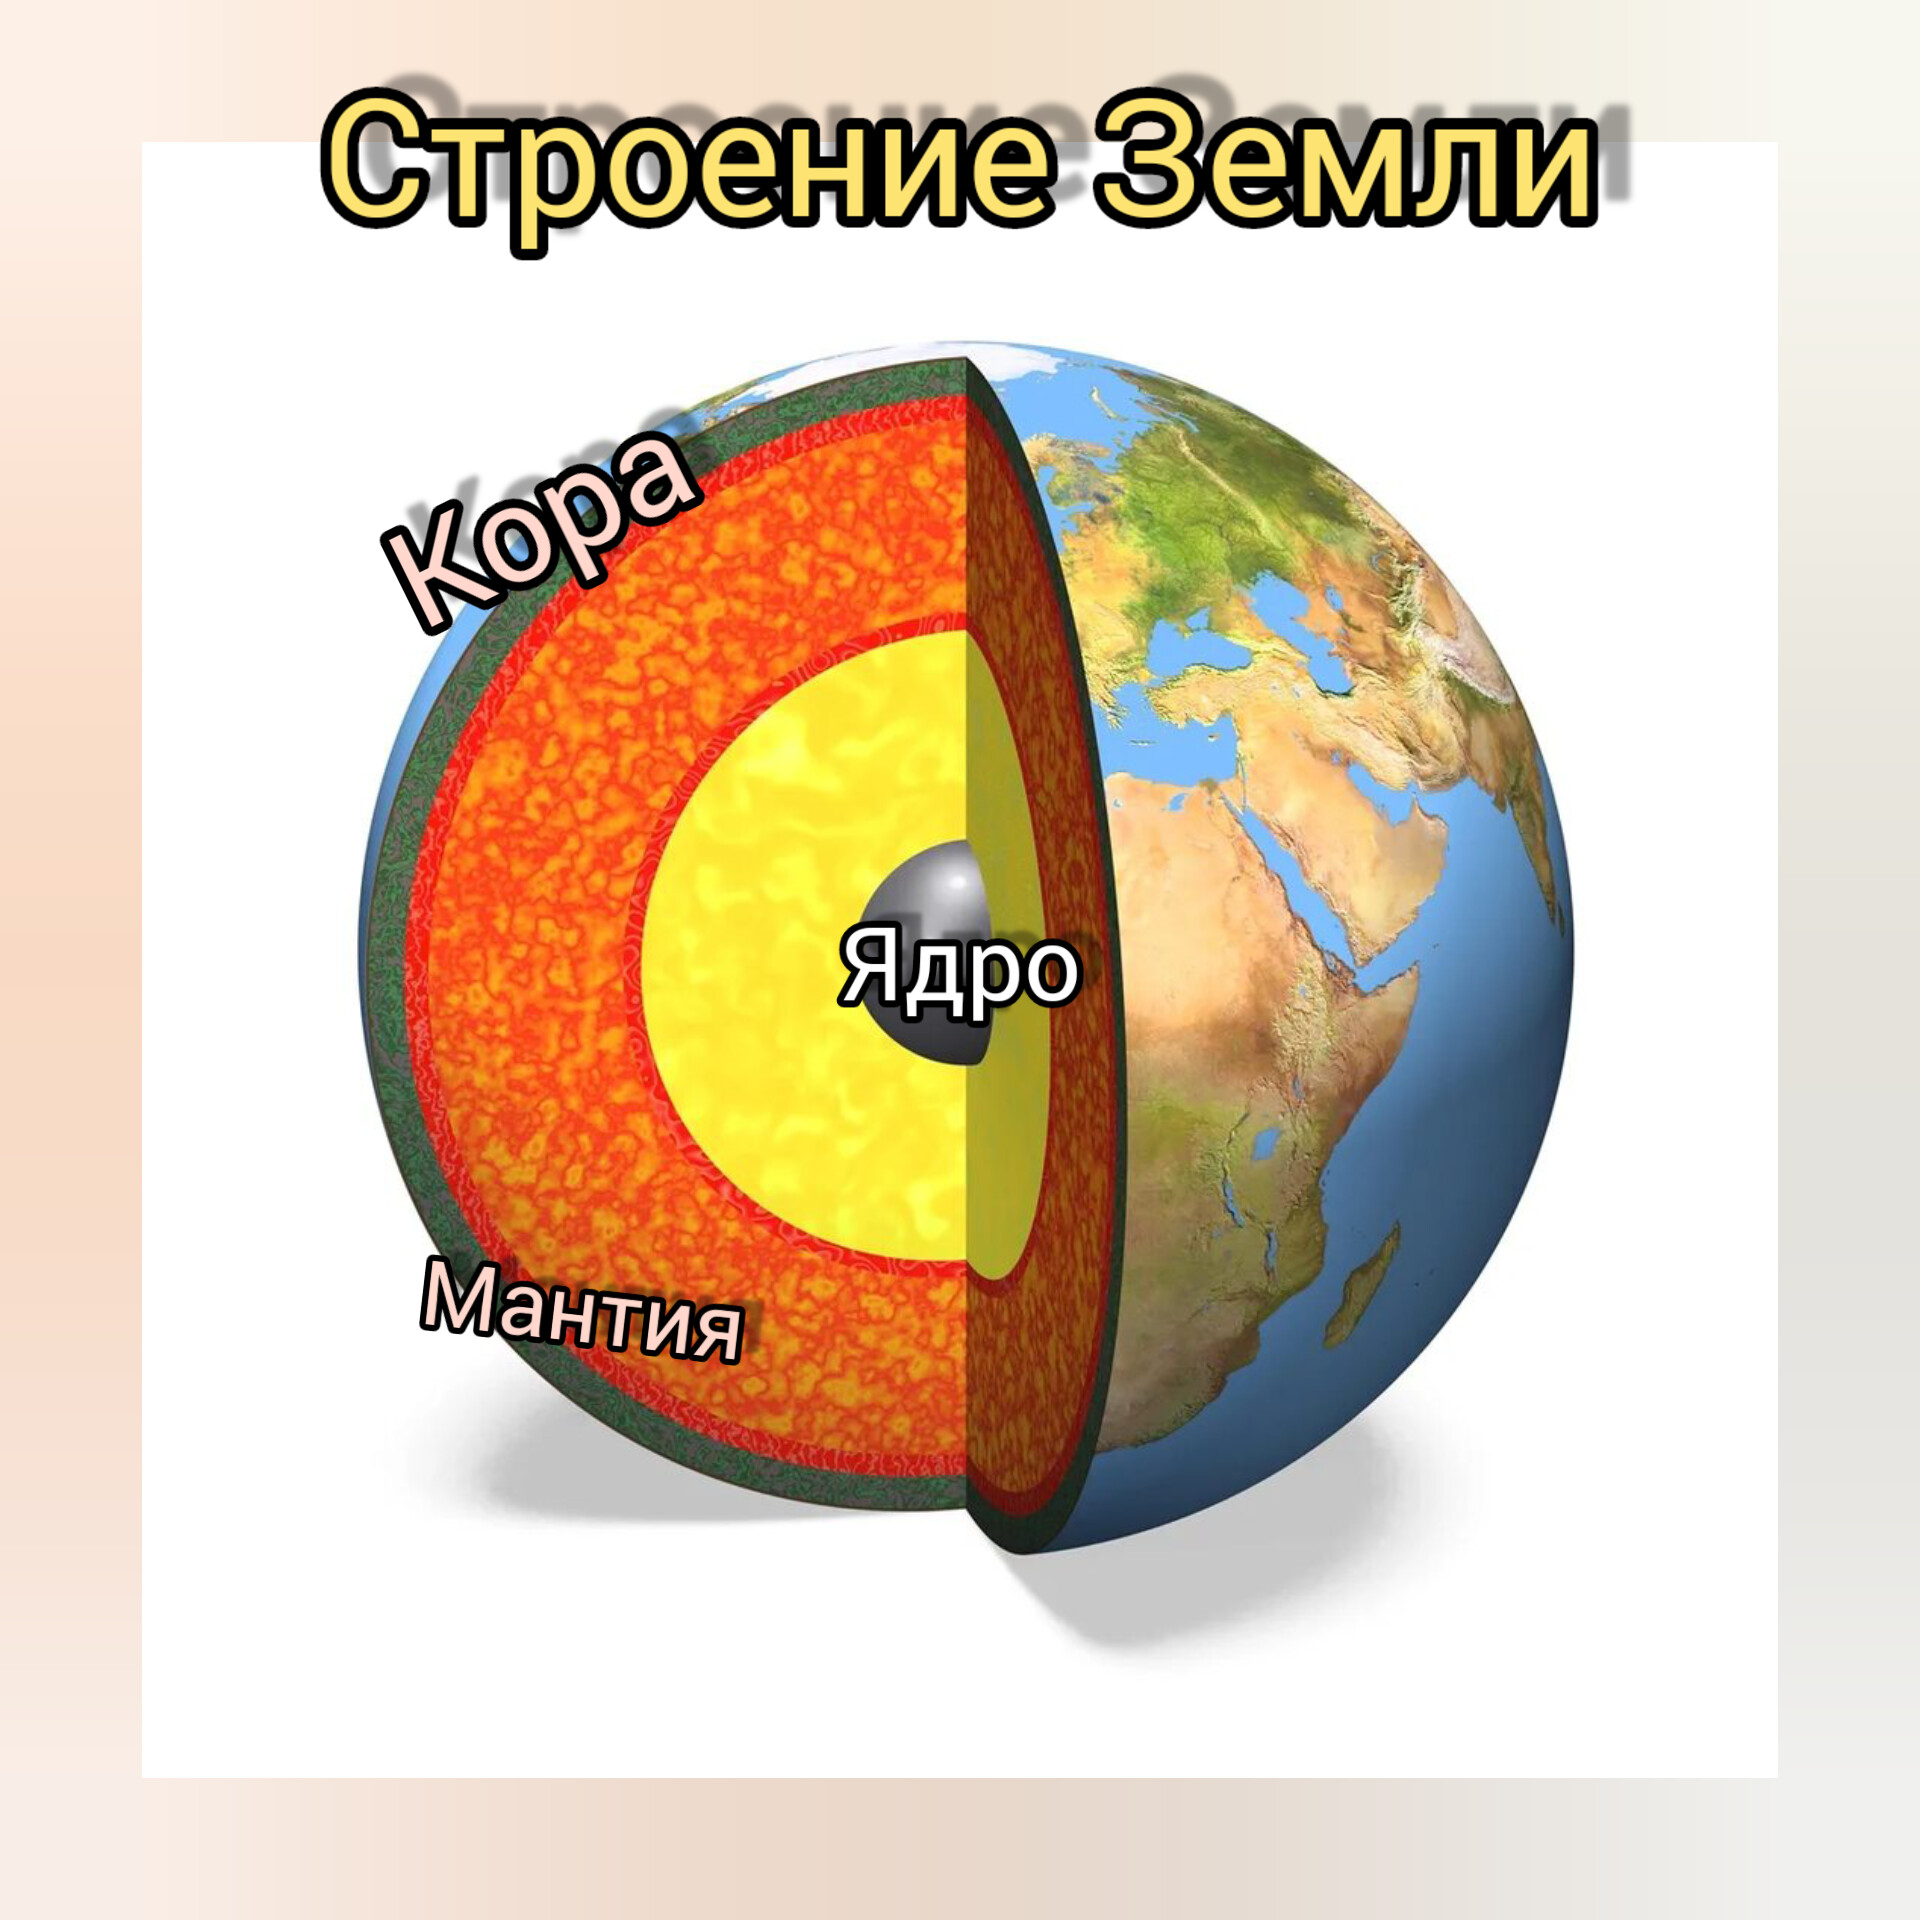 Строение Земли
Кора
Ядро
Мантия